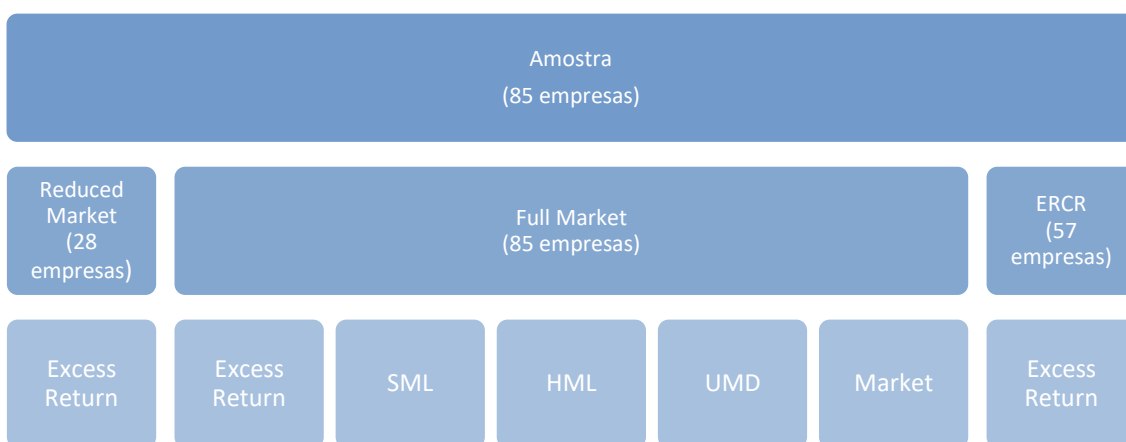 Amostra
(85 empresas)
Reduced
Market
(28
empresas)
Full Market
(85 empresas)
ERCR
(57
empresas)
Excess
Return
Excess
Return
SML
HML
UMD
Market
Excess
Return